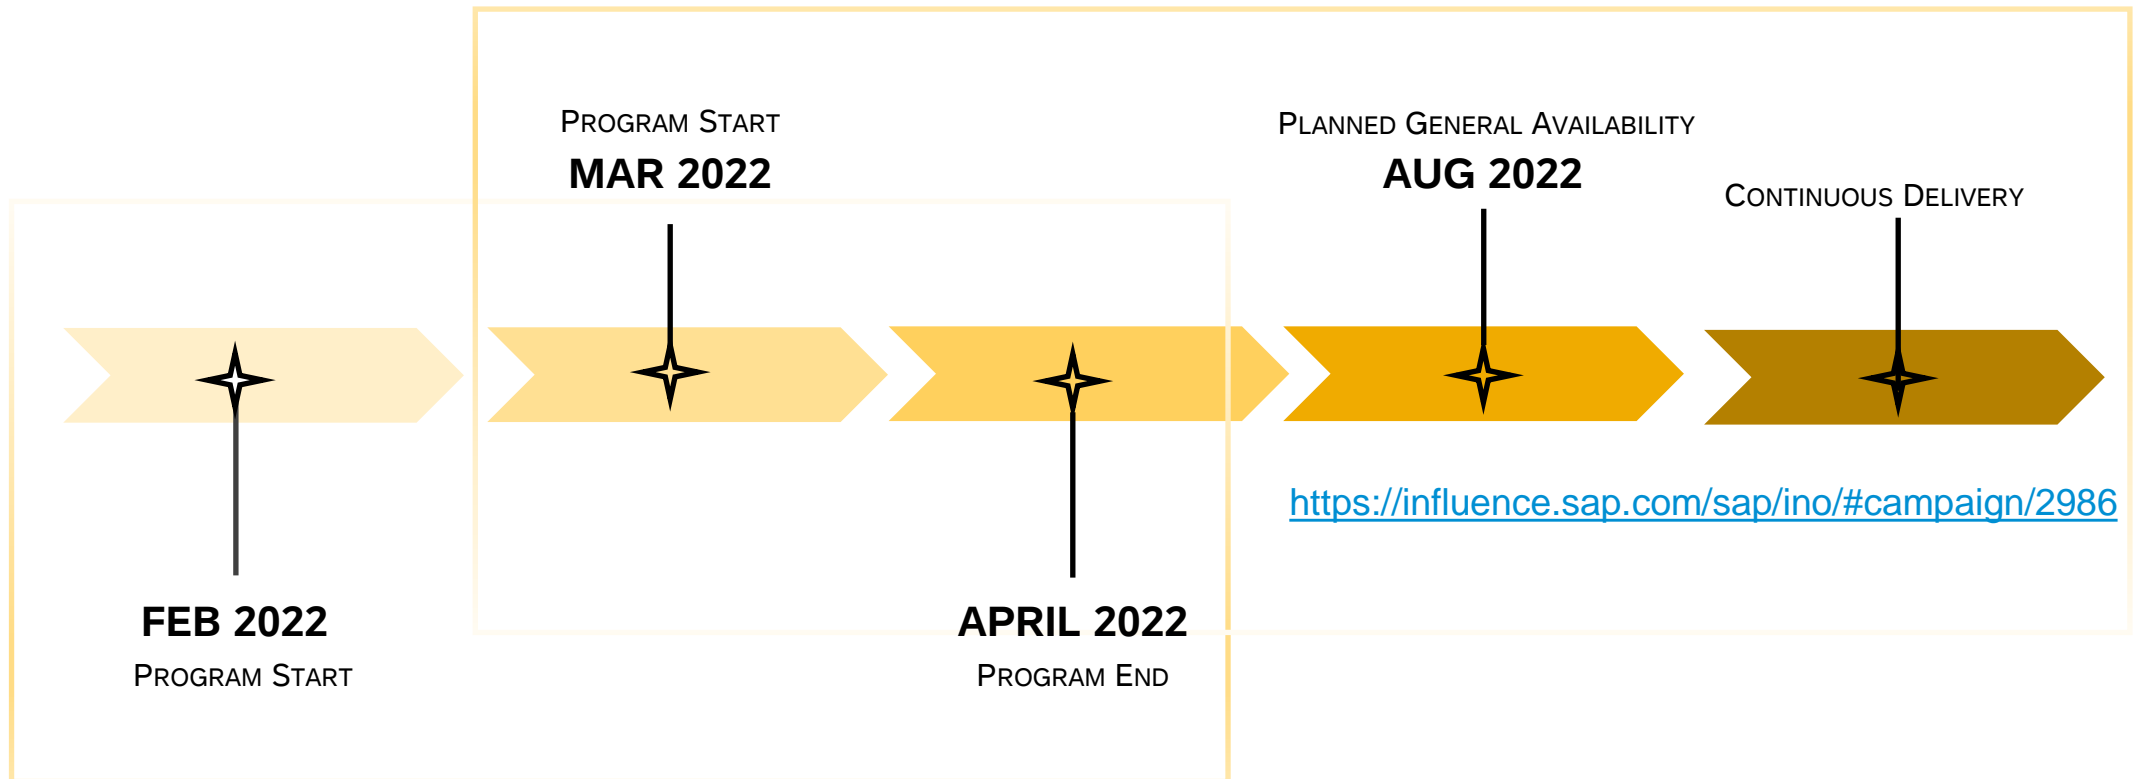 Program Start
MAR 2022
Planned General Availability
AUG 2022
Continuous Delivery
https://influence.sap.com/sap/ino/#campaign/2986
FEB 2022
Program Start
APRIL 2022
Program End